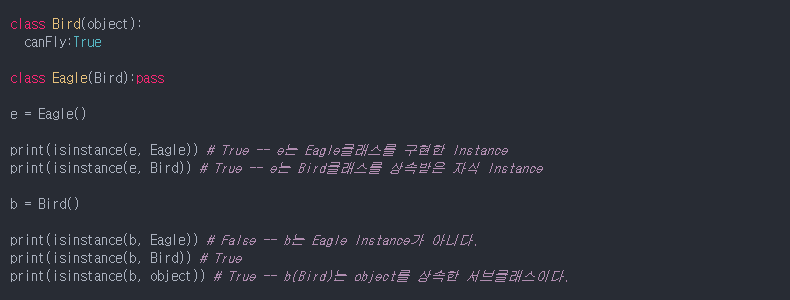 class Bird(object):
canFly:True
class Eagle(Bird):pass
e = Eagle()
print(isinstance(e, Eagle)) # True -- e는 Eagle클래스를 구현한 Instance
print(isinstance(e, Bird)) # True -- e는 Bird클래스를 상속받은 자식 Instance
b = Bird()
print(isinstance(b, Eagle)) # False -- b는 Eagle Instance가 아니다.
print(isinstance(b, Bird)) # True
print(isinstance(b, object)) # True -- b(Bird)는 object를 상속한 서브클래스이다.